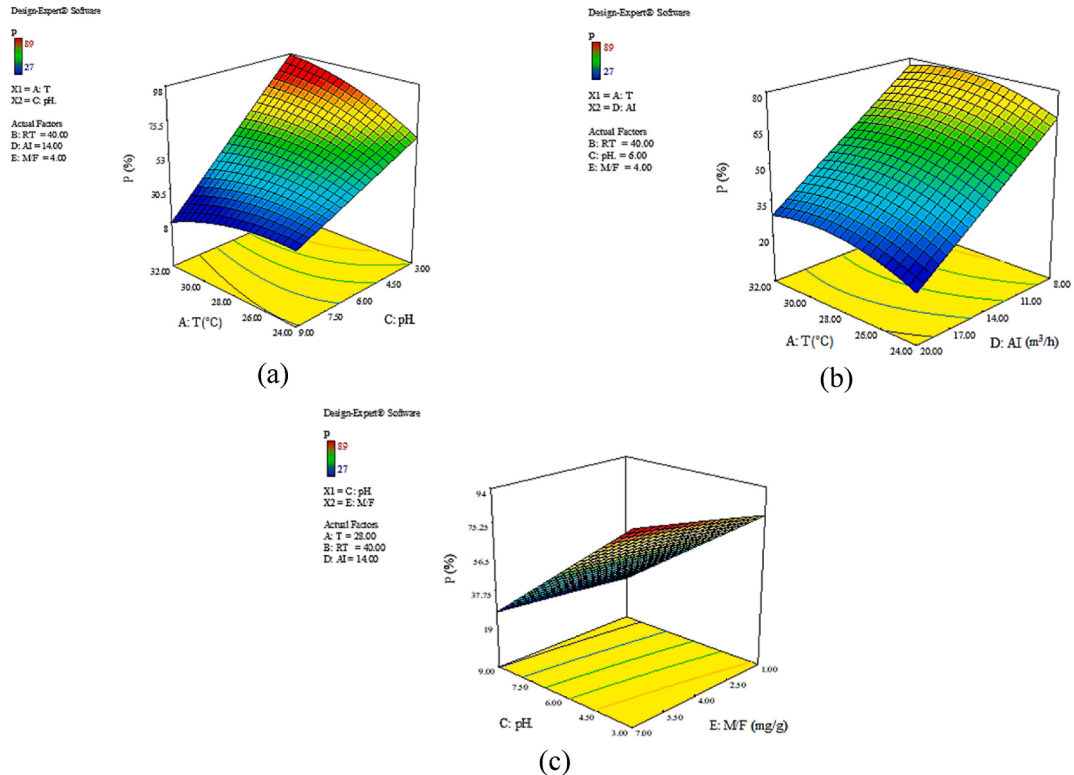 Design-Expert® Software
P
89
27
X1 = A: T
X2 = C: pH.
Actual Factors
B: RT = 40.00
D: AI = 14.00
E: M/F = 4.00
98
75.5
53
30.5
8
P (%)
32.00
30.00
28.00
26.00
24.00
A: T(°C)
9.00
7.50
6.00
4.50
3.00
C: pH.
(a)
Design-Expert® Software
P
89
27
X1 = A: T
X2 = D: AI
Actual Factors
B: RT = 40.00
C: pH. = 6.00
E: M/F = 4.00
80
65
50
35
20
P (%)
32.00
30.00
28.00
26.00
24.00
A: T(°C)
20.00
17.00
14.00
11.00
8.00
D: AI (m³/h)
(b)
Design-Expert® Software
P
89
27
X1 = C: pH.
X2 = E: M/F
Actual Factors
A: T = 28.00
B: RT = 40.00
D: AI = 14.00
94
75.25
56.5
37.75
19
P (%)
9.00
7.50
6.00
4.50
3.00
C: pH.
7.00
5.50
4.00
2.50
1.00
E: M/F (mg/g)
(c)